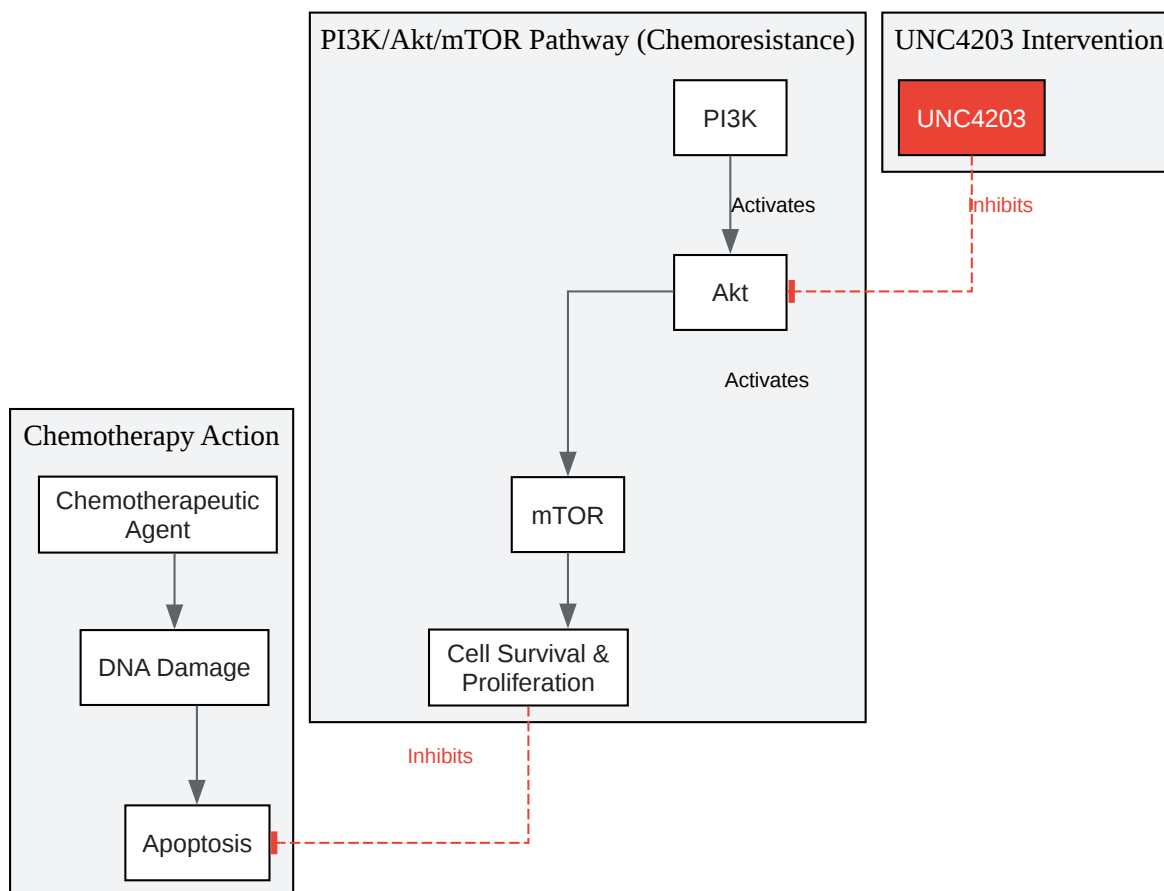 PI3K/Akt/mTOR Pathway (Chemoresistance)
UNC4203 Intervention
PI3K
UNC4203
Activates
Inhibits
Akt
Activates
Chemotherapy Action
Chemotherapeutic
Agent
mTOR
DNA Damage
Cell Survival &
Proliferation
Inhibits
Apoptosis